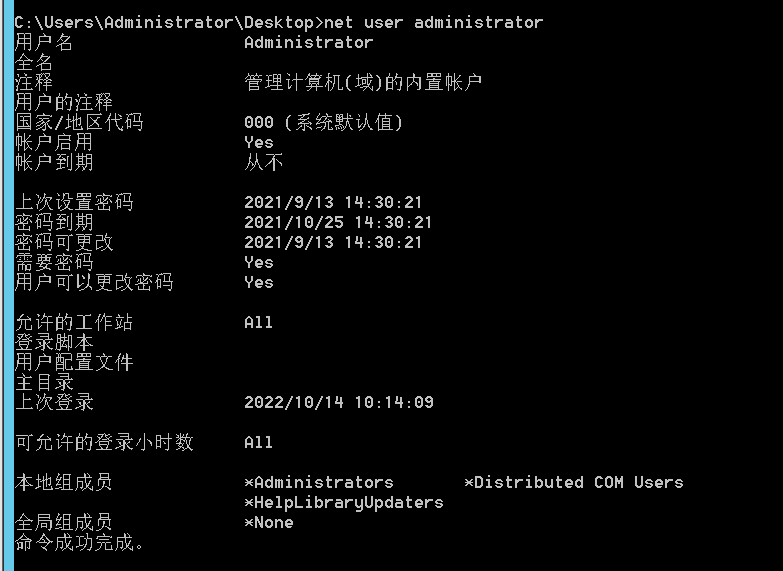 C:\Users\Administrator\Desktop>net user administrator
用户名 Administrator
全名
注释 管理计算机(域)的内置帐户
用户的注释
国家/地区代码 000 (系统默认值)
帐户启用 Yes
帐户到期 从不
上次设置密码 2021/9/13 14:30:21
密码到期 2021/10/25 14:30:21
密码可更改 2021/9/13 14:30:21
需要密码 Yes
用户可以更改密码 Yes
允许的工作站 All
登录脚本
用户配置文件
主目录
上次登录 2022/10/14 10:14:09
可允许的登录小时数 All
本地组成员 *Administrators *Distributed COM Users
*HelpLibraryUpdaters
全局组成员 *None
命令成功完成。